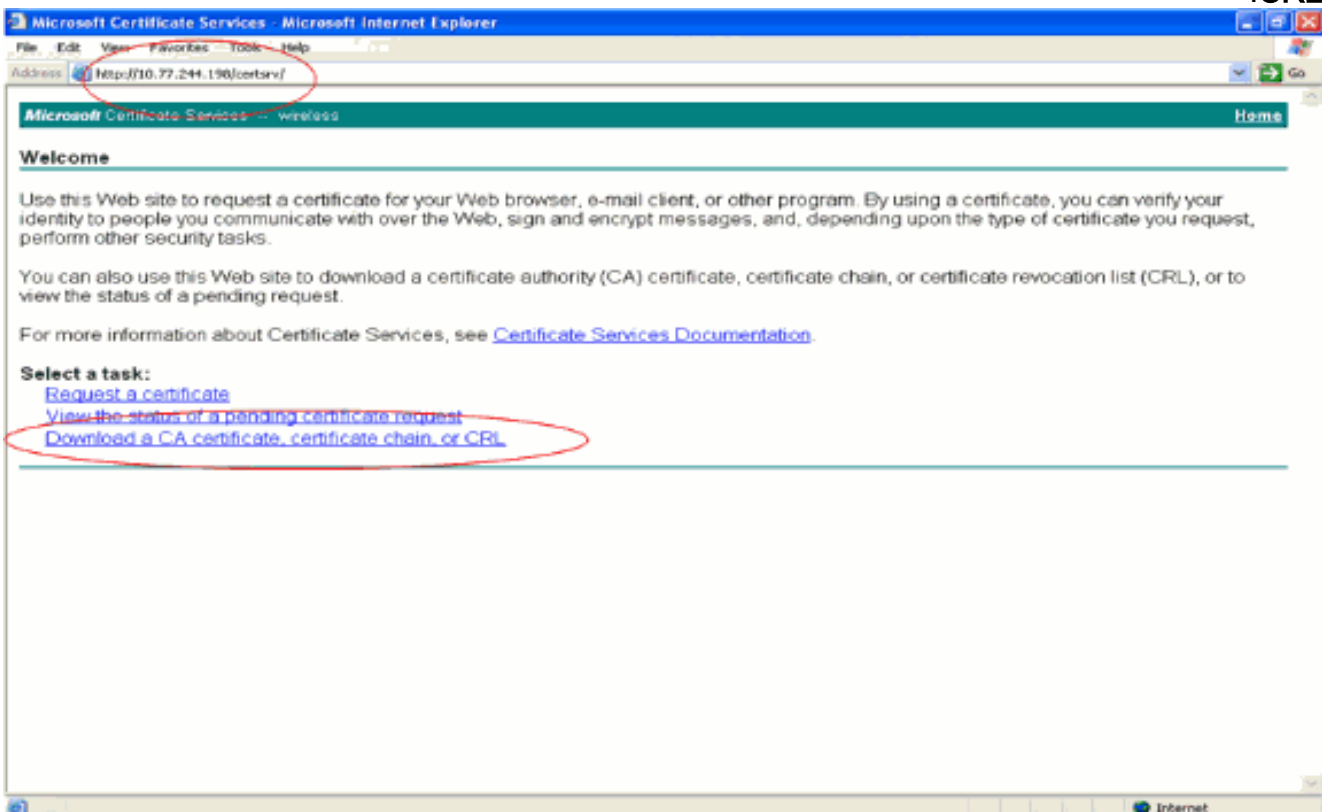 Microsoft Certificate Services - Microsoft Internet Explorer
File Edit View Favorites Tools Help
Address http://10.77.244.198/certsrv/ Go
Microsoft Certificate Services -- wireless Home
Welcome
Use this Web site to request a certificate for your Web browser, e-mail client, or other program. By using a certificate, you can verify your
identity to people you communicate with over the Web, sign and encrypt messages, and, depending upon the type of certificate you request,
perform other security tasks.
You can also use this Web site to download a certificate authority (CA) certificate, certificate chain, or certificate revocation list (CRL), or to
view the status of a pending request.
For more information about Certificate Services, see Certificate Services Documentation.
Select a task:
Request a certificate
View the status of a pending certificate request
Download a CA certificate, certificate chain, or CRL
Internet